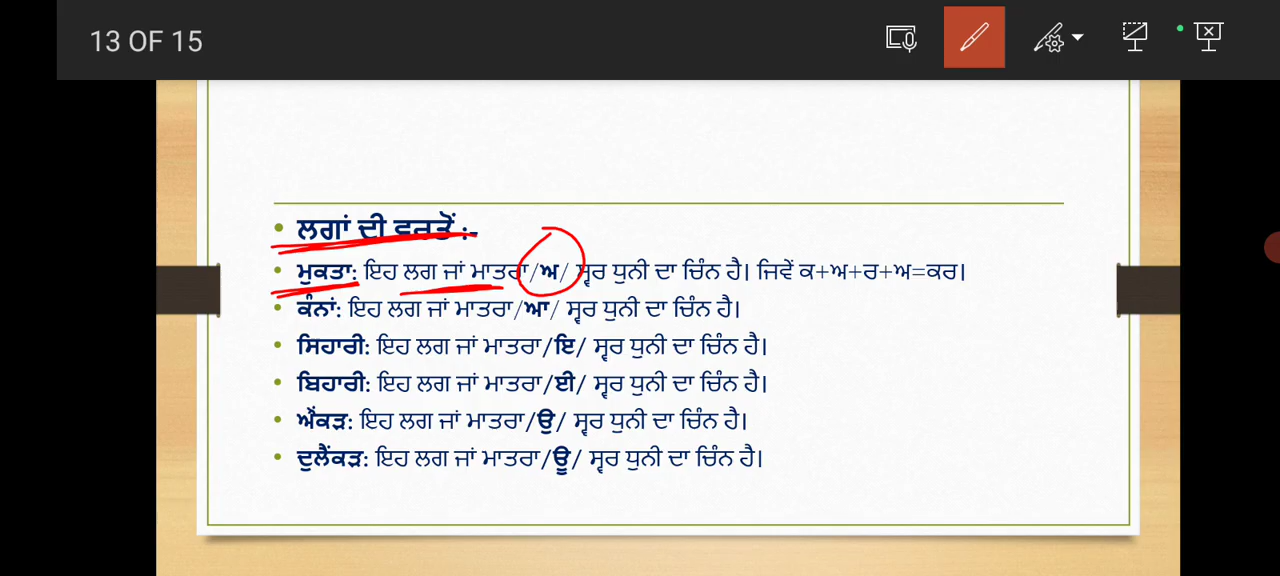 13 OF 15
ਲਗਾਂ ਦੀ ਵਰਤੋਂ :-
ਮੁਕਤਾ: ਇਹ ਲਗ ਜਾਂ ਮਾਤਰਾ/ਅ/ ਸ੍ਵਰ ਧੁਨੀ ਦਾ ਚਿੰਨ ਹੈ। ਜਿਵੇਂ ਕ+ਅ+ਰ+ਅ=ਕਰ।
ਕੰਨਾਂ: ਇਹ ਲਗ ਜਾਂ ਮਾਤਰਾ/ਆ/ ਸ੍ਵਰ ਧੁਨੀ ਦਾ ਚਿੰਨ ਹੈ।
ਸਿਹਾਰੀ: ਇਹ ਲਗ ਜਾਂ ਮਾਤਰਾ/ਇ/ ਸ੍ਵਰ ਧੁਨੀ ਦਾ ਚਿੰਨ ਹੈ।
ਬਿਹਾਰੀ: ਇਹ ਲਗ ਜਾਂ ਮਾਤਰਾ/ਈ/ ਸ੍ਵਰ ਧੁਨੀ ਦਾ ਚਿੰਨ ਹੈ।
ਔਂਕੜ: ਇਹ ਲਗ ਜਾਂ ਮਾਤਰਾ/ਉ/ ਸ੍ਵਰ ਧੁਨੀ ਦਾ ਚਿੰਨ ਹੈ।
ਦੁਲੈਂਕੜ: ਇਹ ਲਗ ਜਾਂ ਮਾਤਰਾ/ਊ/ ਸ੍ਵਰ ਧੁਨੀ ਦਾ ਚਿੰਨ ਹੈ।